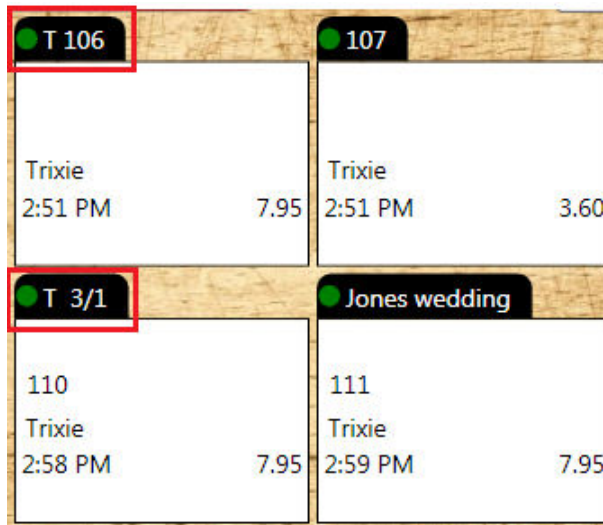 T 106
107
Trixie
2:51 PM 7.95
Trixie
2:51 PM 3.60
T 3/1
Jones wedding
110
Trixie
2:58 PM 7.95
111
Trixie
2:59 PM 7.95